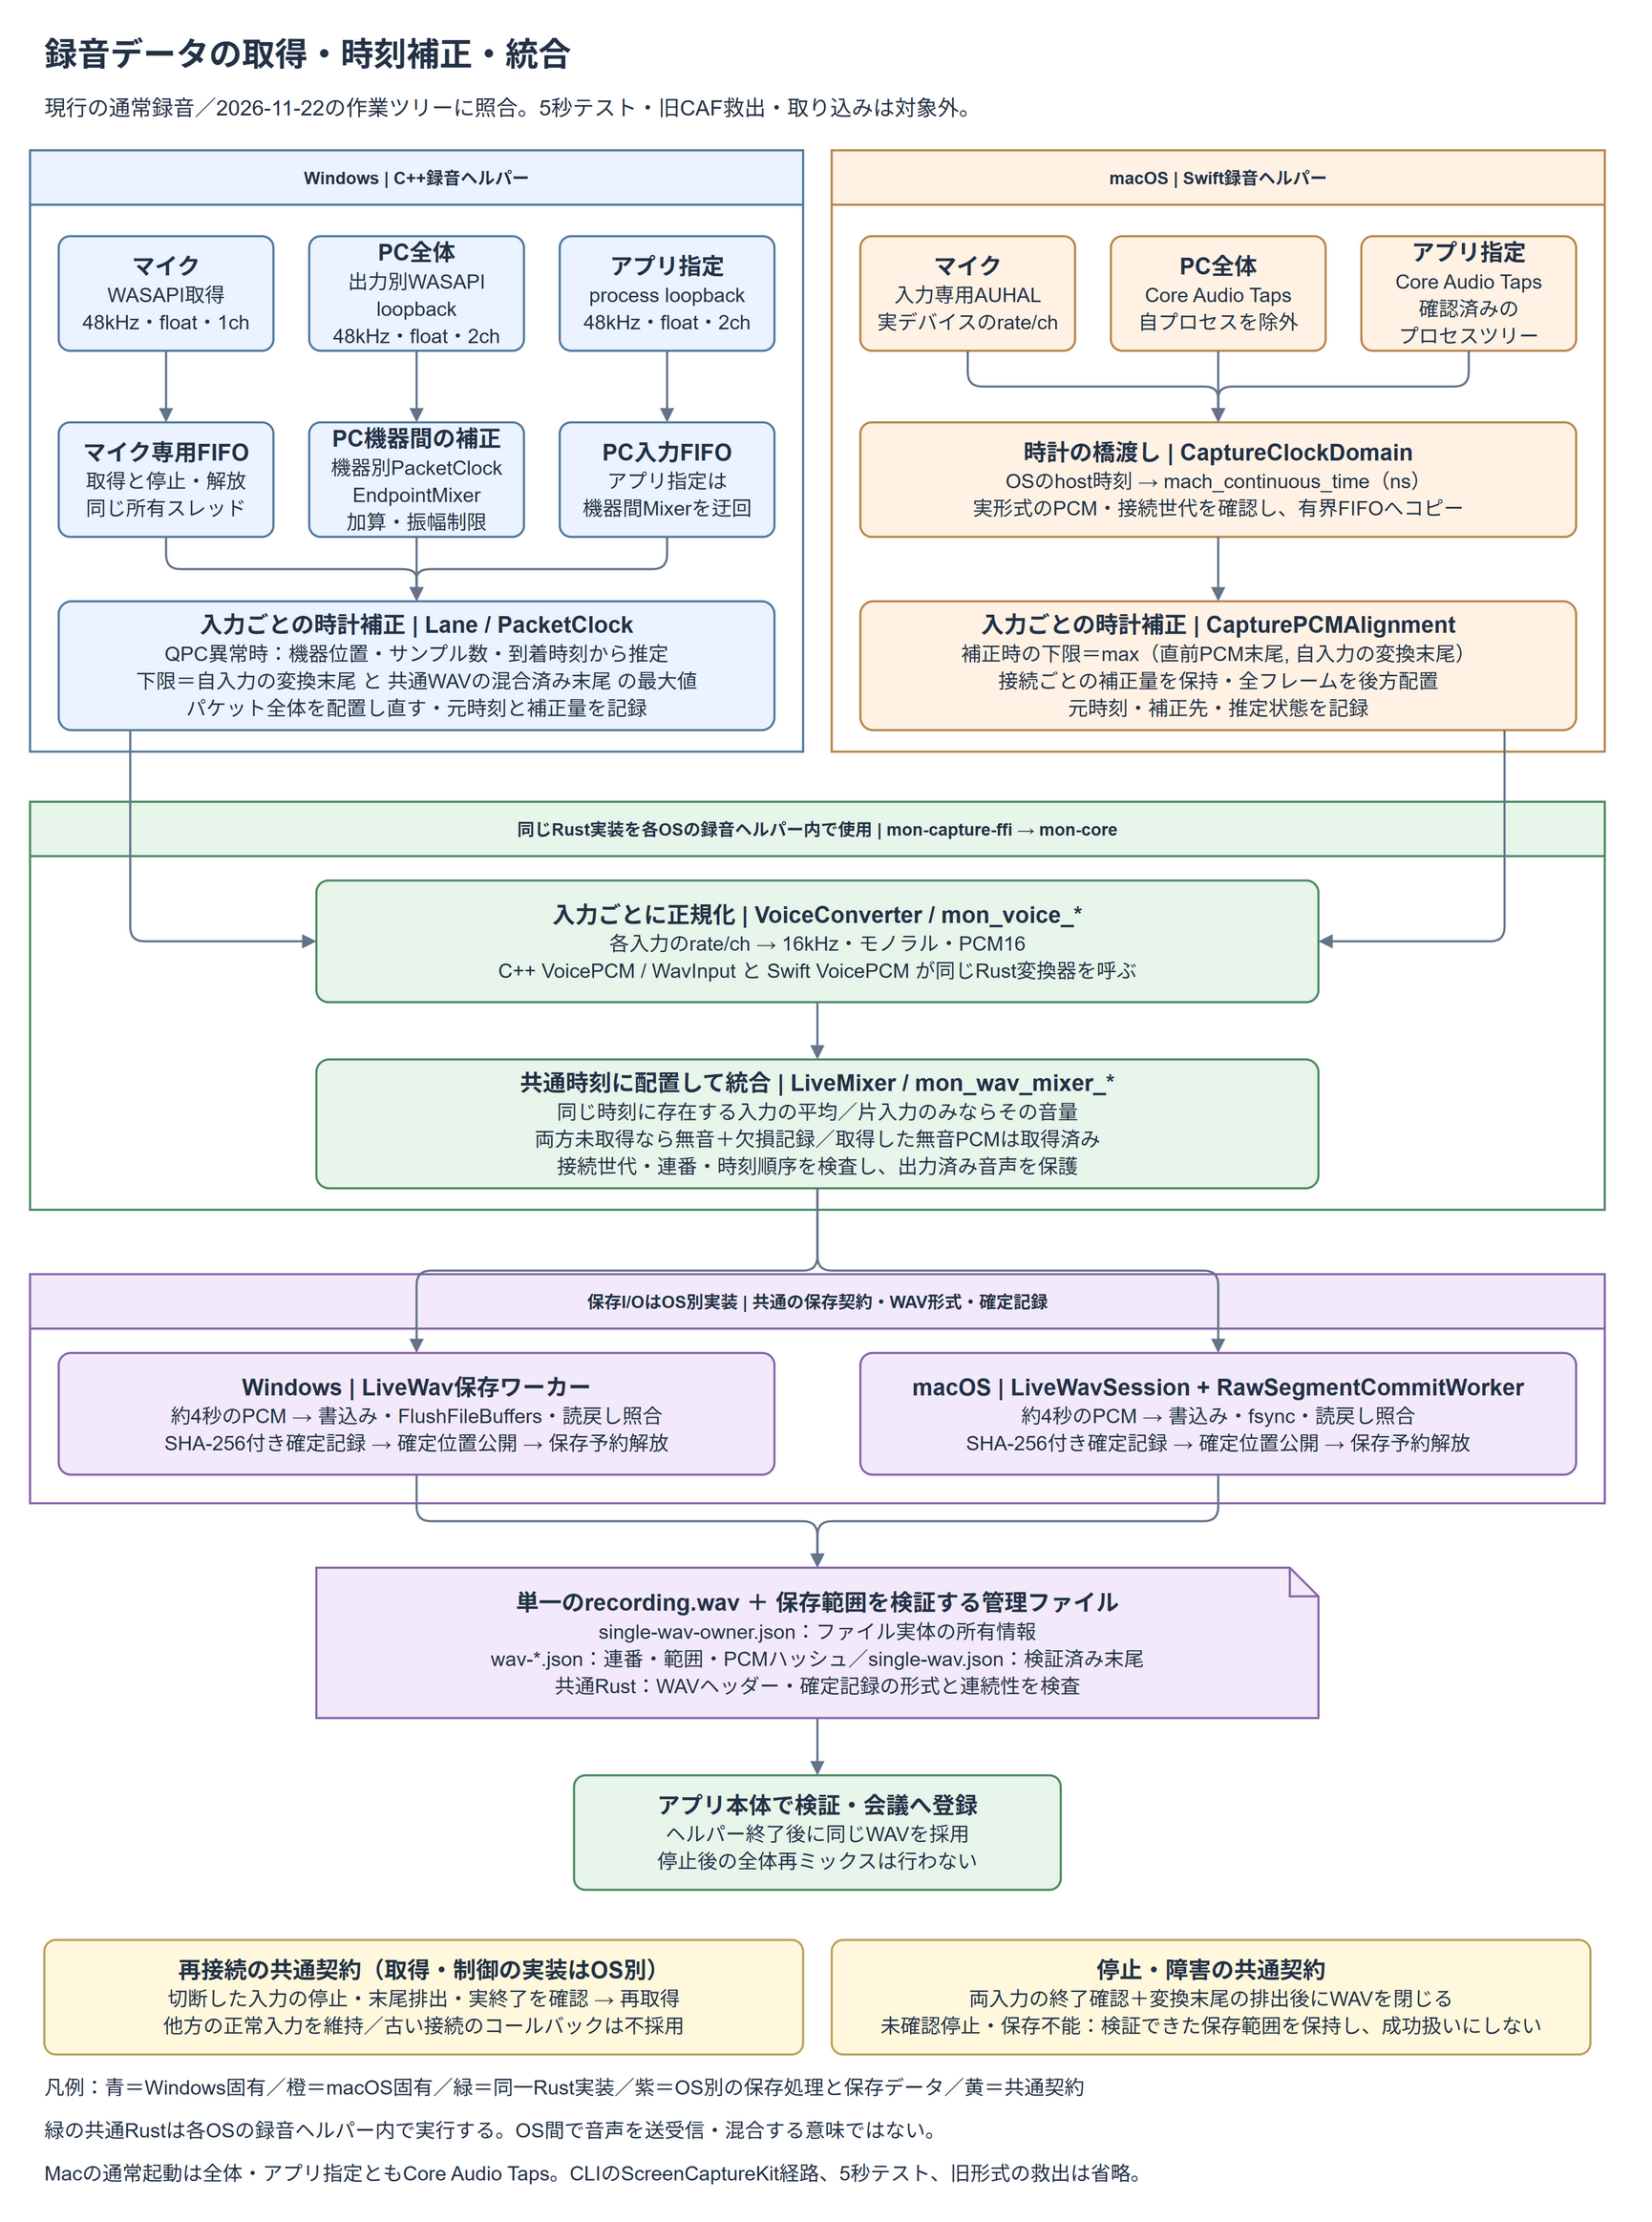 録音データの取得・時刻補正・統合
現行の通常録音／2026-11-22の作業ツリーに照合。5秒テスト・旧CAF救出・取り込みは対象外。
Windows | C++録音ヘルパー
マイク
WASAPI取得
48kHz・float・1ch
PC全体
出力別WASAPI
loopback
48kHz・float・2ch
アプリ指定
process loopback
48kHz・float・2ch
マイク専用FIFO
取得と停止・解放
同じ所有スレッド
PC機器間の補正
機器別PacketClock
EndpointMixer
加算・振幅制限
PC入力FIFO
アプリ指定は
機器間Mixerを迂回
入力ごとの時計補正 | Lane / PacketClock
QPC異常時：機器位置・サンプル数・到着時刻から推定
下限＝自入力の変換末尾 と 共通WAVの混合済み末尾 の最大値
パケット全体を配置し直す・元時刻と補正量を記録
macOS | Swift録音ヘルパー
マイク
入力専用AUHAL
実デバイスのrate/ch
PC全体
Core Audio Taps
自プロセスを除外
アプリ指定
Core Audio Taps
確認済みの
プロセスツリー
時計の橋渡し | CaptureClockDomain
OSのhost時刻 → mach_continuous_time（ns）
実形式のPCM・接続世代を確認し、有界FIFOへコピー
入力ごとの時計補正 | CapturePCMAlignment
補正時の下限＝max（直前PCM末尾, 自入力の変換末尾）
接続ごとの補正量を保持・全フレームを後方配置
元時刻・補正先・推定状態を記録
同じRust実装を各OSの録音ヘルパー内で使用 | mon-capture-ffi → mon-core
入力ごとに正規化 | VoiceConverter / mon_voice_*
各入力のrate/ch → 16kHz・モノラル・PCM16
C++ VoicePCM / WavInput と Swift VoicePCM が同じRust変換器を呼ぶ
共通時刻に配置して統合 | LiveMixer / mon_wav_mixer_*
同じ時刻に存在する入力の平均／片入力のみならその音量
両方未取得なら無音＋欠損記録／取得した無音PCMは取得済み
接続世代・連番・時刻順序を検査し、出力済み音声を保護
保存I/OはOS別実装 | 共通の保存契約・WAV形式・確定記録
Windows | LiveWav保存ワーカー
約4秒のPCM → 書込み・FlushFileBuffers・読戻し照合
SHA-256付き確定記録 → 確定位置公開 → 保存予約解放
macOS | LiveWavSession + RawSegmentCommitWorker
約4秒のPCM → 書込み・fsync・読戻し照合
SHA-256付き確定記録 → 確定位置公開 → 保存予約解放
単一のrecording.wav ＋ 保存範囲を検証する管理ファイル
single-wav-owner.json：ファイル実体の所有情報
wav-*.json：連番・範囲・PCMハッシュ／single-wav.json：検証済み末尾
共通Rust：WAVヘッダー・確定記録の形式と連続性を検査
アプリ本体で検証・会議へ登録
ヘルパー終了後に同じWAVを採用
停止後の全体再ミックスは行わない
再接続の共通契約（取得・制御の実装はOS別）
切断した入力の停止・末尾排出・実終了を確認 → 再取得
他方の正常入力を維持／古い接続のコールバックは不採用
停止・障害の共通契約
両入力の終了確認＋変換末尾の排出後にWAVを閉じる
未確認停止・保存不能：検証できた保存範囲を保持し、成功扱いにしない
凡例：青＝Windows固有／橙＝macOS固有／緑＝同一Rust実装／紫＝OS別の保存処理と保存データ／黄＝共通契約
緑の共通Rustは各OSの録音ヘルパー内で実行する。OS間で音声を送受信・混合する意味ではない。
Macの通常起動は全体・アプリ指定ともCore Audio Taps。CLIのScreenCaptureKit経路、5秒テスト、旧形式の救出は省略。